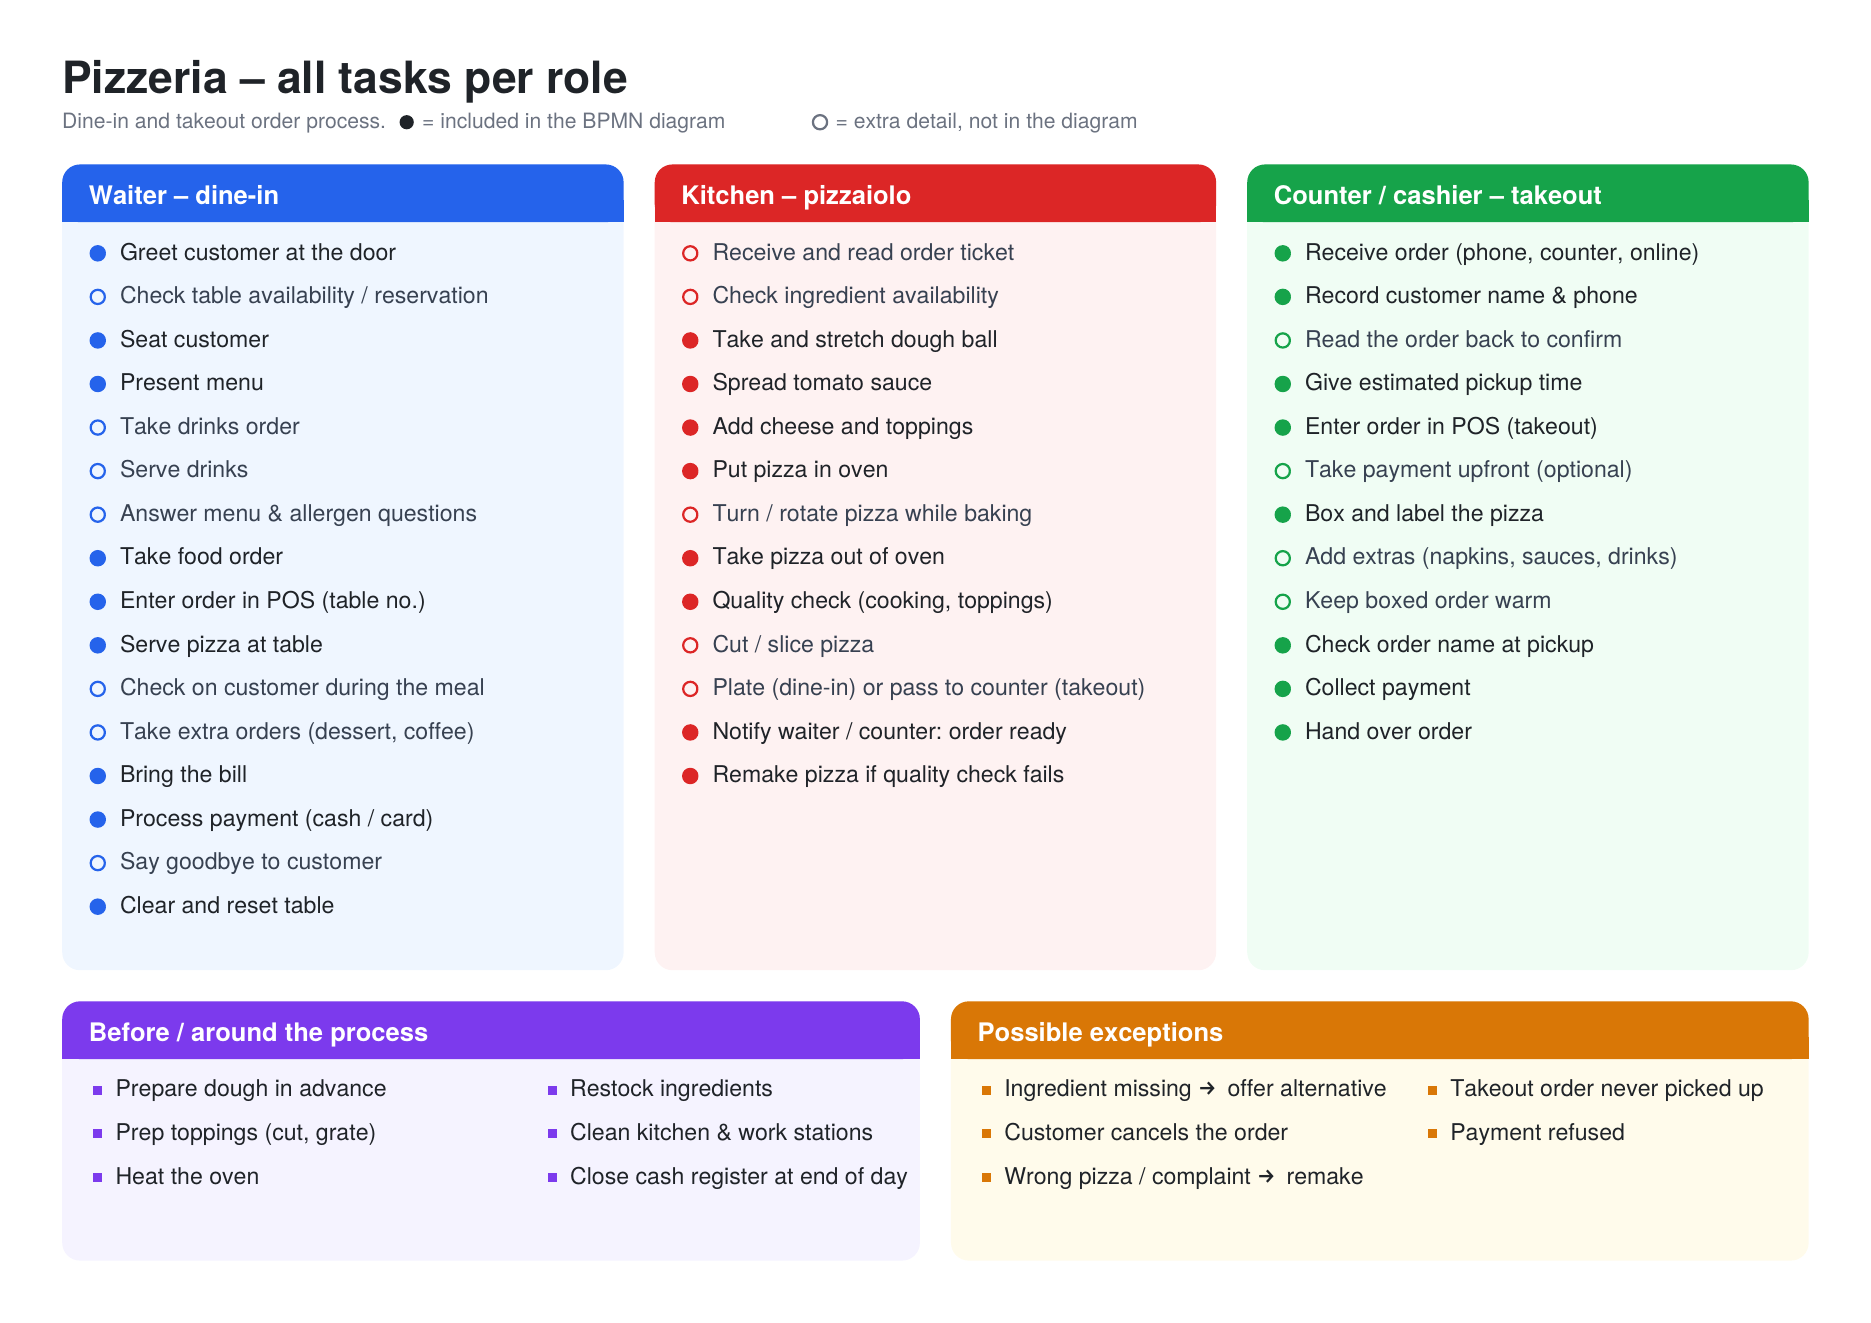 Pizzeria – all tasks per role
Dine-in and takeout order process. ● = included in the BPMN diagram ○ = extra detail, not in the diagram
Waiter – dine-in
Greet customer at the door
Check table availability / reservation
Seat customer
Present menu
Take drinks order
Serve drinks
Answer menu & allergen questions
Take food order
Enter order in POS (table no.)
Serve pizza at table
Check on customer during the meal
Take extra orders (dessert, coffee)
Bring the bill
Process payment (cash / card)
Say goodbye to customer
Clear and reset table
Kitchen – pizzaiolo
Receive and read order ticket
Check ingredient availability
Take and stretch dough ball
Spread tomato sauce
Add cheese and toppings
Put pizza in oven
Turn / rotate pizza while baking
Take pizza out of oven
Quality check (cooking, toppings)
Cut / slice pizza
Plate (dine-in) or pass to counter (takeout)
Notify waiter / counter: order ready
Remake pizza if quality check fails
Counter / cashier – takeout
Receive order (phone, counter, online)
Record customer name & phone
Read the order back to confirm
Give estimated pickup time
Enter order in POS (takeout)
Take payment upfront (optional)
Box and label the pizza
Add extras (napkins, sauces, drinks)
Keep boxed order warm
Check order name at pickup
Collect payment
Hand over order
Before / around the process
Prepare dough in advance
Prep toppings (cut, grate)
Heat the oven
Restock ingredients
Clean kitchen & work stations
Close cash register at end of day
Possible exceptions
Ingredient missing → offer alternative
Customer cancels the order
Wrong pizza / complaint → remake
Takeout order never picked up
Payment refused